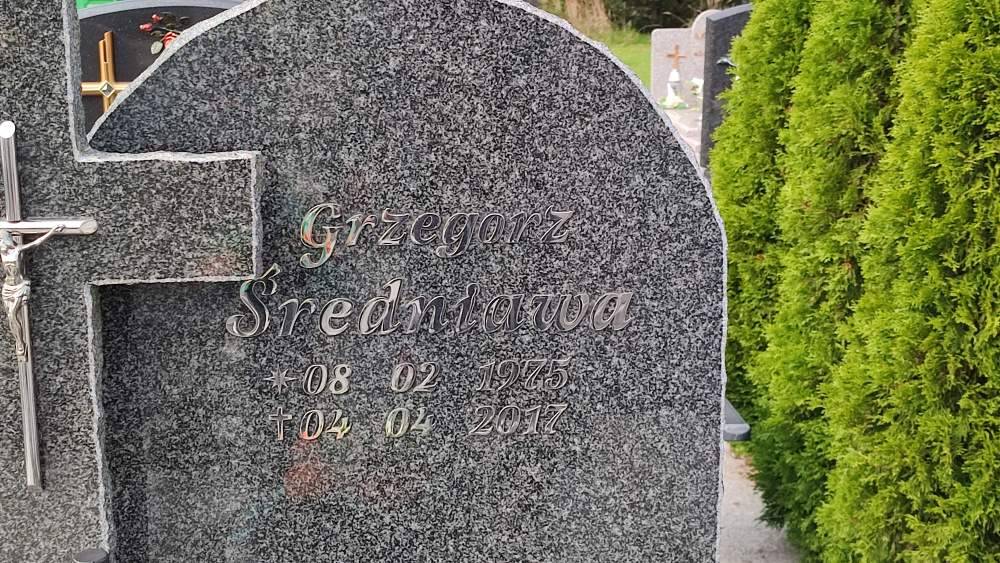 Grzegorz
Średniawa
*08 02 1975
†04 04 2017